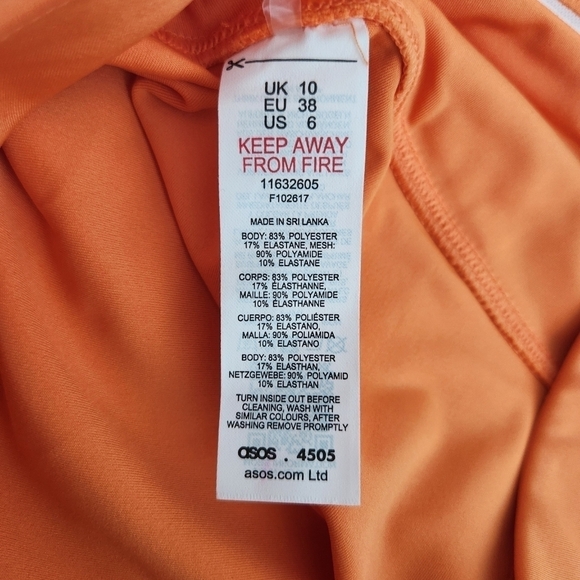 UK 10
EU 38
US 6
KEEP AWAY
FROM FIRE
11632605
F102617
MADE IN SRI LANKA
BODY: 83% POLYESTER
17% ELASTANE, MESH:
90% POLYAMIDE
10% ELASTANE
CORPS: 83% POLYESTER
17% ÉLASTHANNE,
MAILLE: 90% POLYAMIDE
10% ÉLASTHANNE
CUERPO: 83% POLIÉSTER
17% ELASTANO,
MALLA: 90% POLIAMIDA
10% ELASTANO
BODY: 83% POLYESTER
17% ELASTHAN,
NETZGEWEBE: 90% POLYAMID
10% ELASTHAN
TURN INSIDE OUT BEFORE
CLEANING, WASH WITH
SIMILAR COLOURS, AFTER
WASHING REMOVE PROMPTLY
asos . 4505
asos.com Ltd